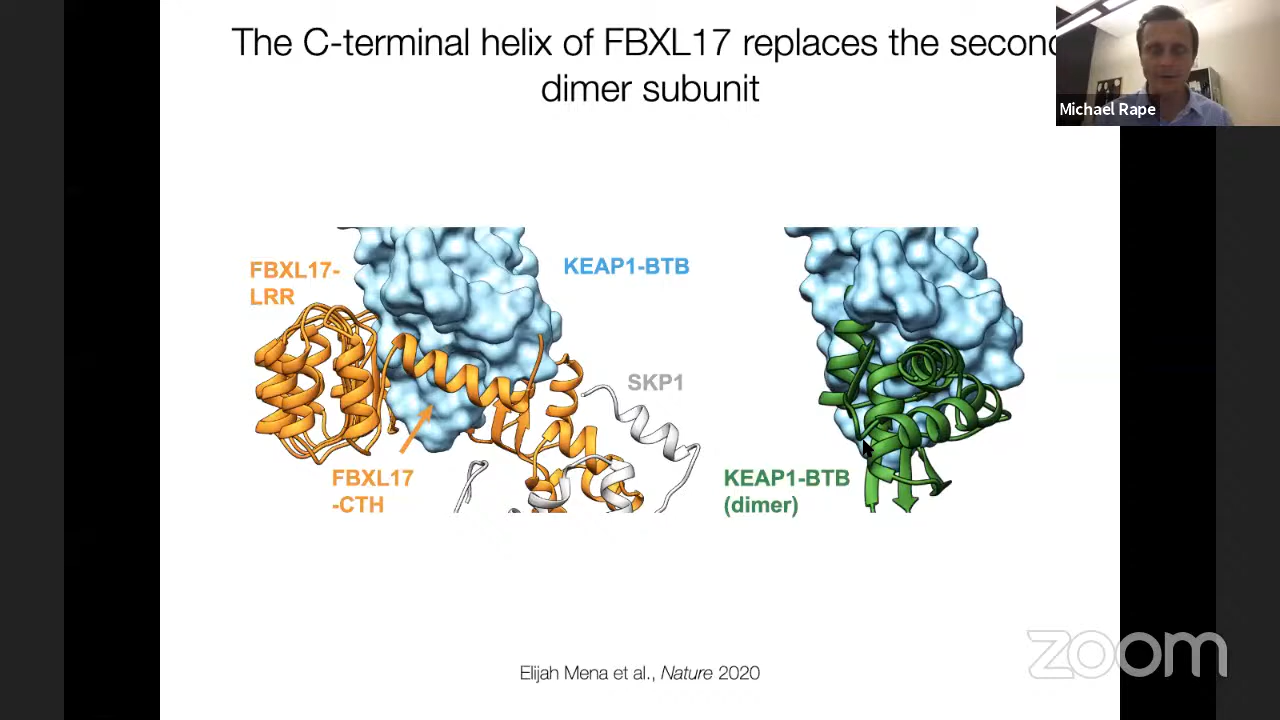 The C-terminal helix of FBXL17 replaces the second
dimer subunit
Michael Rape
FBXL17-
LRR
KEAP1-BTB
SKP1
FBXL17
-CTH
KEAP1-BTB
(dimer)
zoom
Elijah Mena et al., Nature 2020